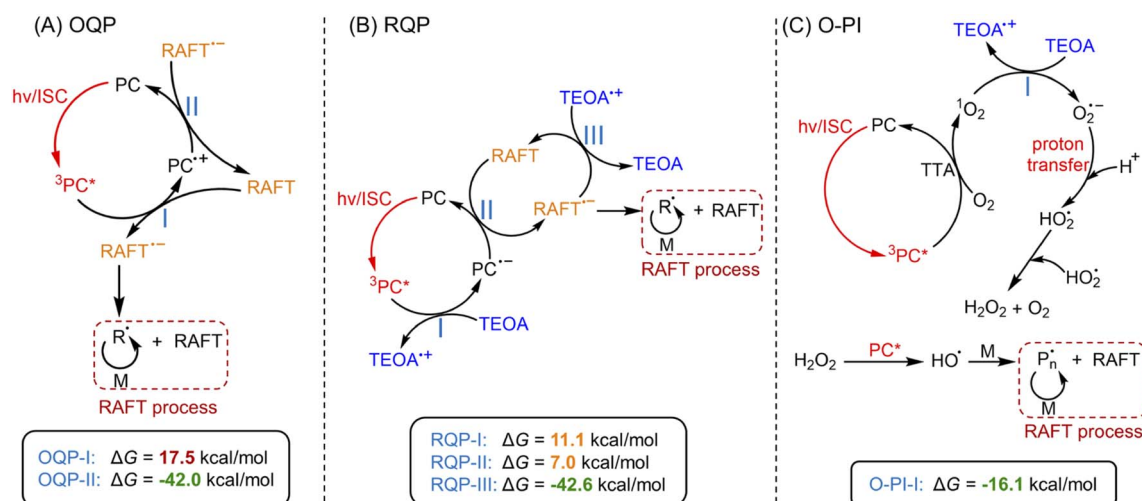 (A) OQP
RAFT•−
PC
hv/ISC
II
PC•+
³PC*
RAFT
I
RAFT•−
R• + RAFT
M
RAFT process
OQP-I: ΔG = 17.5 kcal/mol
OQP-II: ΔG = -42.0 kcal/mol
(B) RQP
TEOA•+
III
RAFT
TEOA
hv/ISC
PC
II
RAFT•−
R• + RAFT
M
RAFT process
³PC*
PC•−
I
TEOA
TEOA•+
RQP-I: ΔG = 11.1 kcal/mol
RQP-II: ΔG = 7.0 kcal/mol
RQP-III: ΔG = -42.6 kcal/mol
(C) O-PI
TEOA•+
TEOA
I
¹O₂
O₂•−
hv/ISC
PC
proton
transfer
TTA
H⁺
O₂
HO₂•
³PC*
HO₂•
H₂O₂ + O₂
H₂O₂
PC*
HO•
M
Pn• + RAFT
M
RAFT process
O-PI-I: ΔG = -16.1 kcal/mol